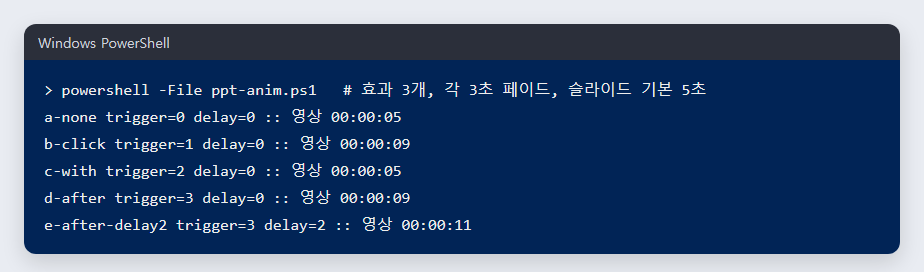 Windows PowerShell
> powershell -File ppt-anim.ps1   # 효과 3개, 각 3초 페이드, 슬라이드 기본 5초
a-none trigger=0 delay=0 :: 영상 00:00:05
b-click trigger=1 delay=0 :: 영상 00:00:09
c-with trigger=2 delay=0 :: 영상 00:00:05
d-after trigger=3 delay=0 :: 영상 00:00:09
e-after-delay2 trigger=3 delay=2 :: 영상 00:00:11